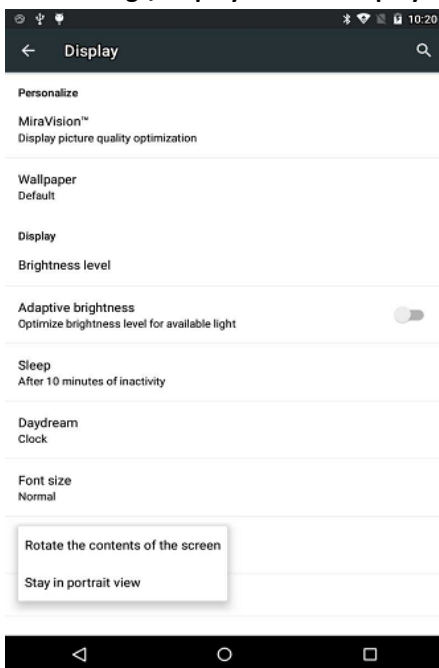 10:20
Display
Personalize
MiraVision™
Display picture quality optimization
Wallpaper
Default
Display
Brightness level
Adaptive brightness
Optimize brightness level for available light
Sleep
After 10 minutes of inactivity
Daydream
Clock
Font size
Normal
Rotate the contents of the screen
Stay in portrait view